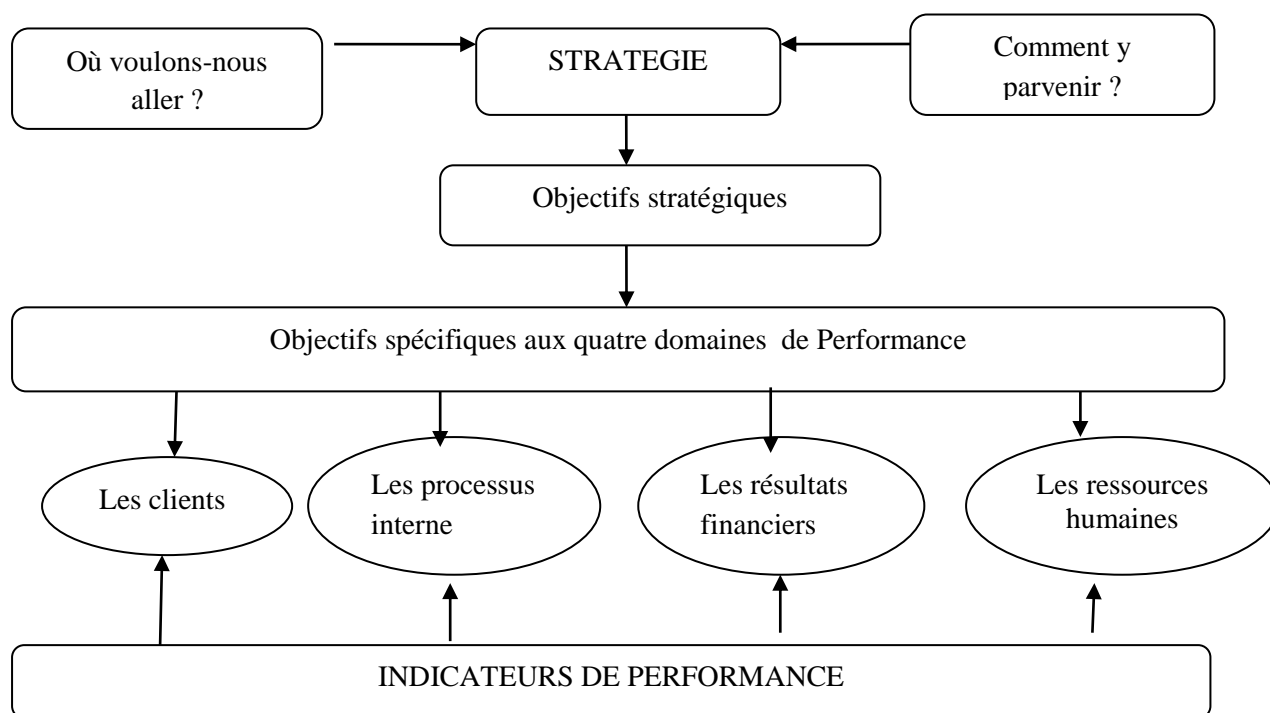 Où voulons-nous
aller ?
STRATEGIE
Comment y
parvenir ?
Objectifs stratégiques
Objectifs spécifiques aux quatre domaines de Performance
Les clients
Les processus
interne
Les résultats
financiers
Les ressources
humaines
INDICATEURS DE PERFORMANCE